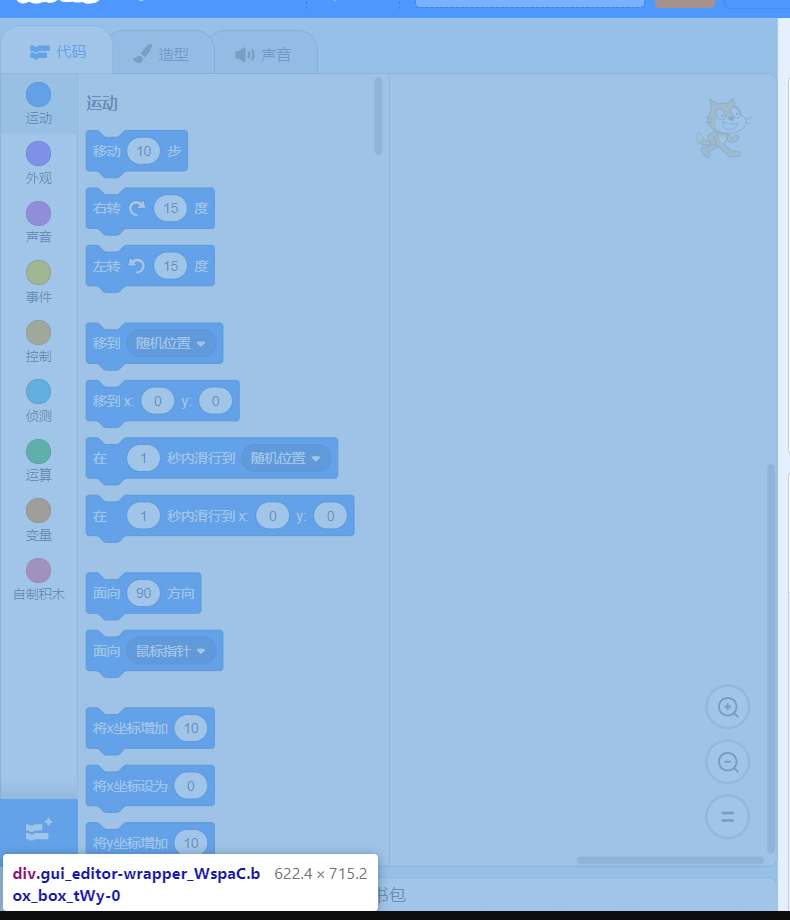 代码 造型 声音
运动
外观
声音
事件
控制
侦测
运算
变量
自制积木
运动
移动 10 步
右转 15 度
左转 15 度
移到 随机位置
移到 x: 0 y: 0
在 1 秒内滑行到 随机位置
在 1 秒内滑行到 x: 0 y: 0
面向 90 方向
面向 鼠标指针
将x坐标增加 10
将x坐标设为 0
将y坐标增加 10
div.gui_editor-wrapper_WspaC.b 622.4 × 715.2
ox_box_tWy-0
书包